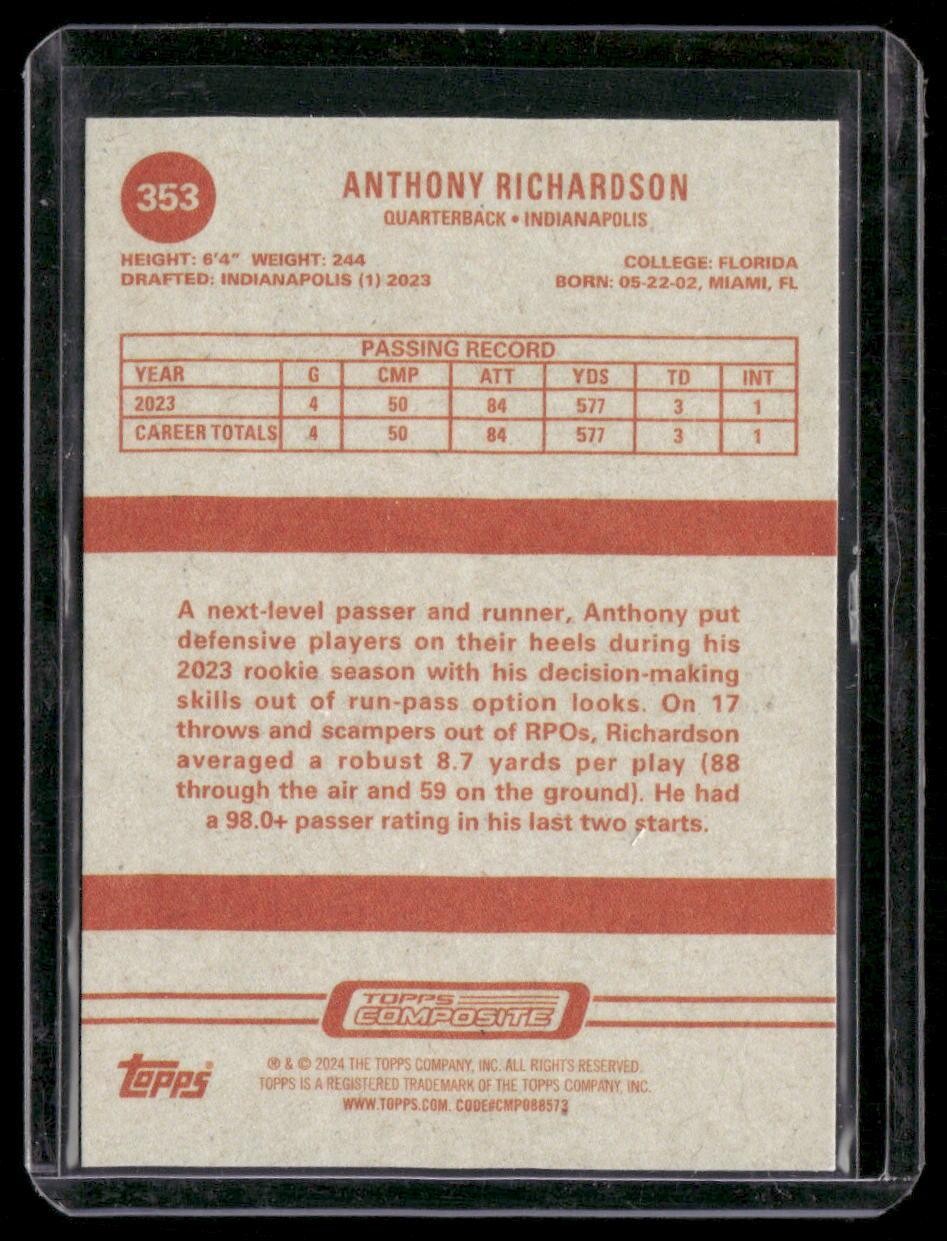 353
ANTHONY RICHARDSON
QUARTERBACK • INDIANAPOLIS
HEIGHT: 6'4" WEIGHT: 244
COLLEGE: FLORIDA
DRAFTED: INDIANAPOLIS (1) 2023
BORN: 05-22-02, MIAMI, FL
PASSING RECORD
YEAR G CMP ATT YDS TD INT
2023 4 50 84 577 3 1
CAREER TOTALS 4 50 84 577 3 1
A next-level passer and runner, Anthony put
defensive players on their heels during his
2023 rookie season with his decision-making
skills out of run-pass option looks. On 17
throws and scampers out of RPOs, Richardson
averaged a robust 8.7 yards per play (88
through the air and 59 on the ground). He had
a 98.0+ passer rating in his last two starts.
TOPPS
COMPOSITE
topps®
® & © 2024 THE TOPPS COMPANY, INC. ALL RIGHTS RESERVED.
TOPPS IS A REGISTERED TRADEMARK OF THE TOPPS COMPANY, INC.
WWW.TOPPS.COM. CODE#CMP088573